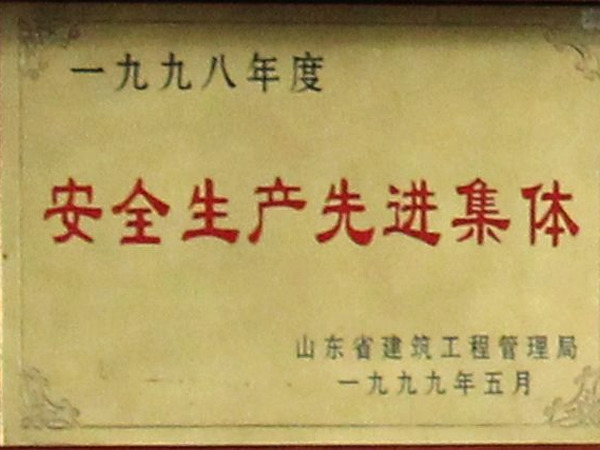 一九九八年度
安全生产先进集体
山东省建筑工程管理局
一九九九年五月